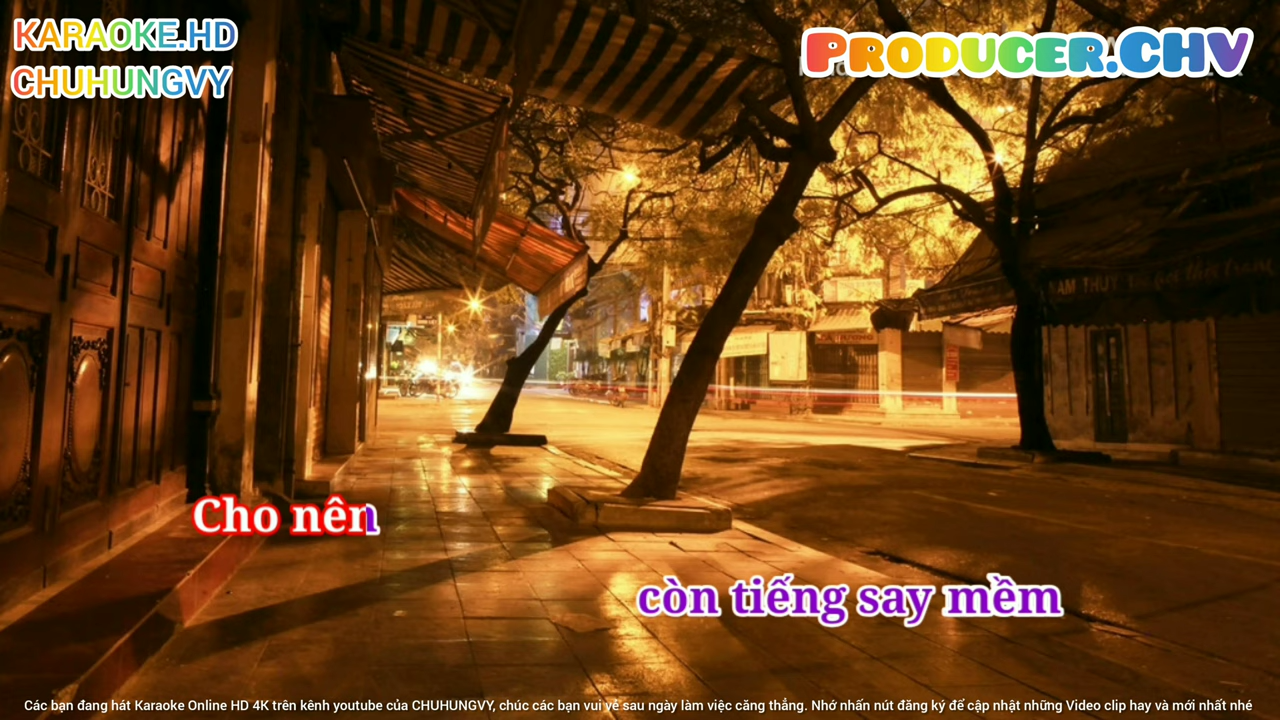 KARAOKE.HD
CHUHUNGVY
PRODUCER.CHV
NAM THUỶ
Cho nên
còn tiếng say mềm
Các bạn đang hát Karaoke Online HD 4K trên kênh youtube của CHUHUNGVY, chúc các bạn vui vẻ sau ngày làm việc căng thẳng. Nhớ nhấn nút đăng ký để cập nhật những Video clip hay và mới nhất nhé